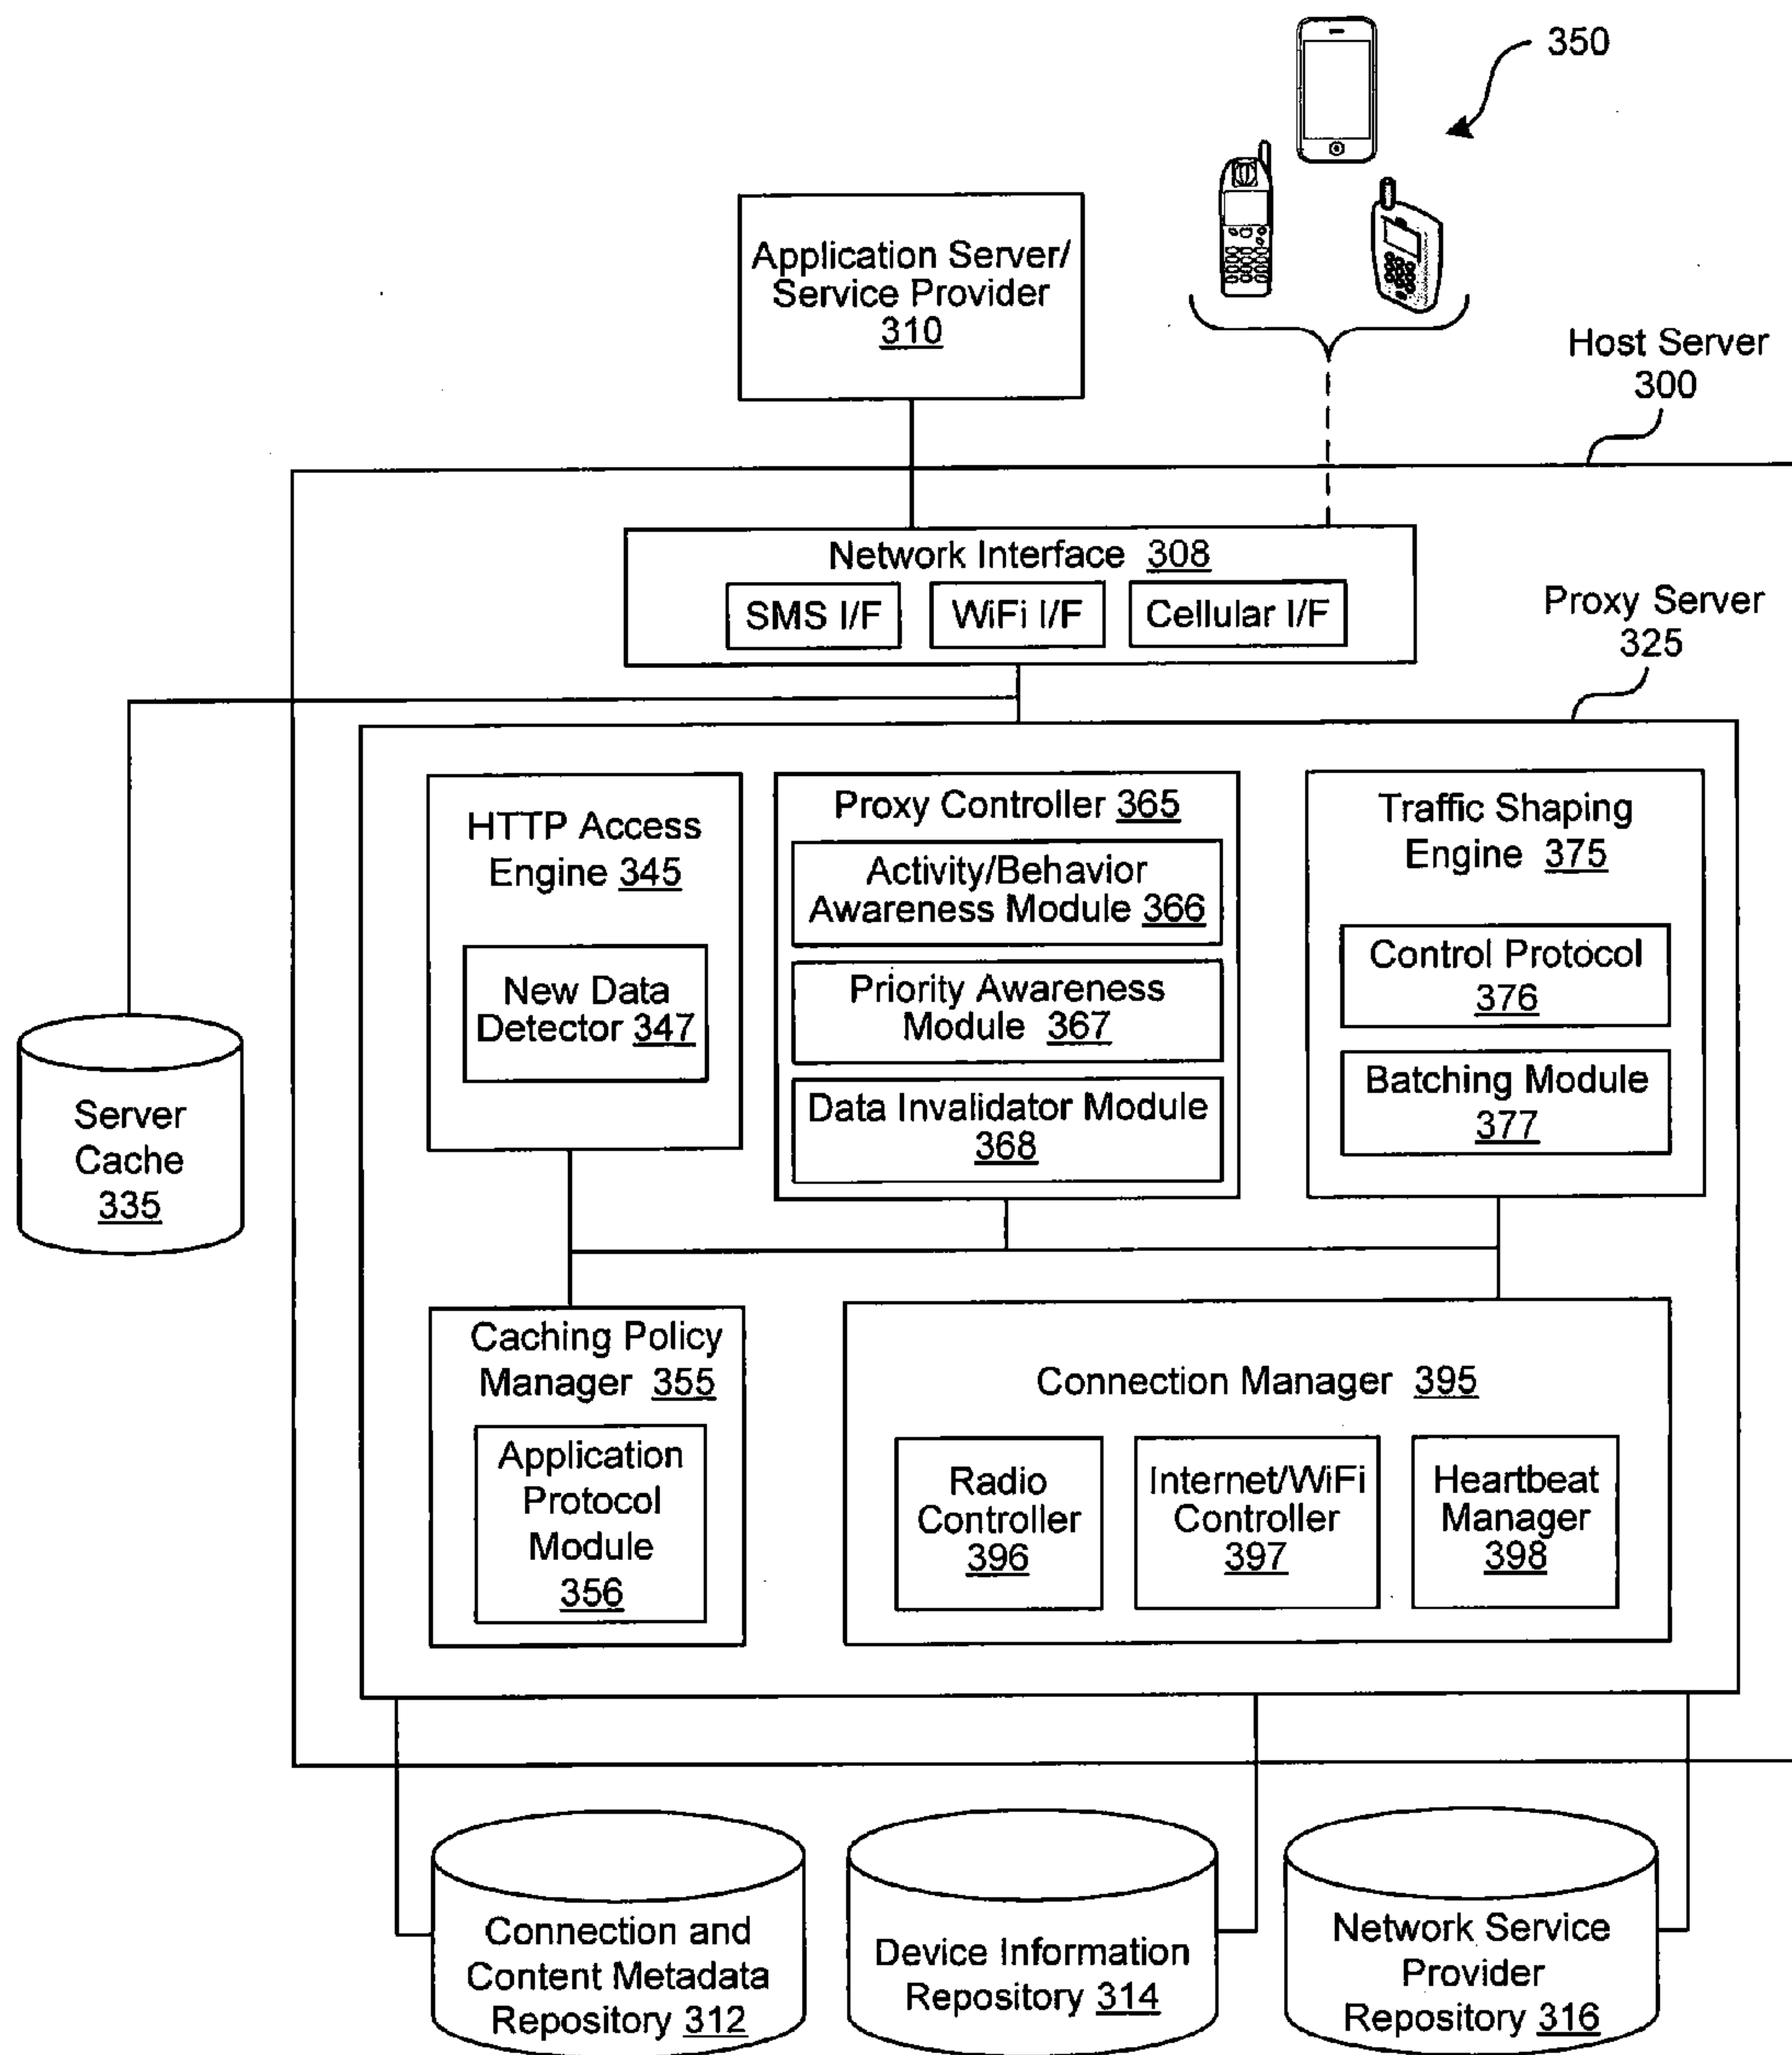 350
Application Server/
Service Provider
310
Host Server
300
Network Interface 308
SMS I/F
WiFi I/F
Cellular I/F
Proxy Server
325
HTTP Access
Engine 345
New Data
Detector 347
Proxy Controller 365
Activity/Behavior
Awareness Module 366
Priority Awareness
Module 367
Data Invalidator Module
368
Traffic Shaping
Engine 375
Control Protocol
376
Batching Module
377
Server
Cache
335
Caching Policy
Manager 355
Application
Protocol
Module
356
Connection Manager 395
Radio
Controller
396
Internet/WiFi
Controller
397
Heartbeat
Manager
398
Connection and
Content Metadata
Repository 312
Device Information
Repository 314
Network Service
Provider
Repository 316